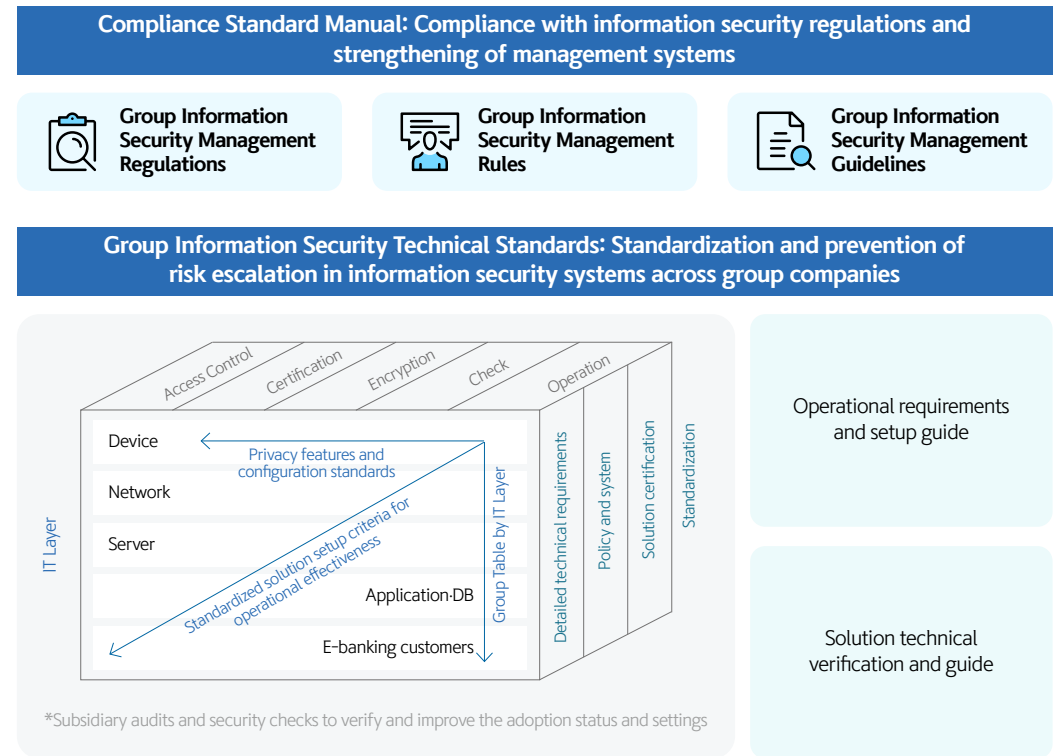 Compliance Standard Manual: Compliance with information security regulations and
strengthening of management systems
Group Information
Security Management
Regulations
Group Information
Security Management
Rules
Group Information
Security Management
Guidelines
Group Information Security Technical Standards: Standardization and prevention of
risk escalation in information security systems across group companies
Access Control
Certification
Encryption
Check
Operation
IT Layer
Device
Network
Server
Application·DB
E-banking customers
Privacy features and
configuration standards
Standardized solution setup criteria for
operational effectiveness
Group Table by IT Layer
Detailed technical requirements
Policy and system
Solution certification
Standardization
*Subsidiary audits and security checks to verify and improve the adoption status and settings
Operational requirements
and setup guide
Solution technical
verification and guide